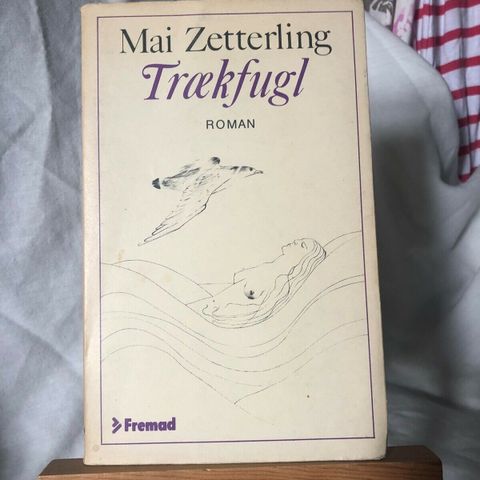 Mai Zetterling
Trækfugl
ROMAN
Fremad